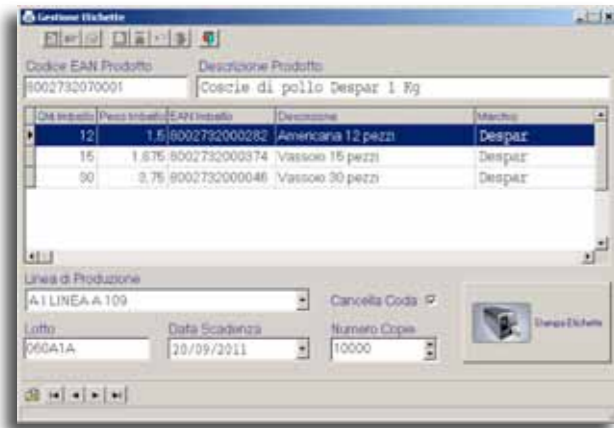 Gestione Etichette
Codice EAN Prodotto Descrizione Prodotto
8002732070001 Coscie di pollo Despar 1 Kg
Qtà Imballo Peso Imballo EAN Imballo Descrizione Marchio
12 1,5 8002732000282 Americana 12 pezzi Despar
15 1,875 8002732000374 Vassoio 15 pezzi Despar
30 3,75 8002732000046 Vassoio 30 pezzi Despar
Linea di Produzione
A I LINEA A 109 Cancella Coda
Stampa Etichette
Lotto Data Scadenza Numero Copie
060A1A 20/09/2011 10000